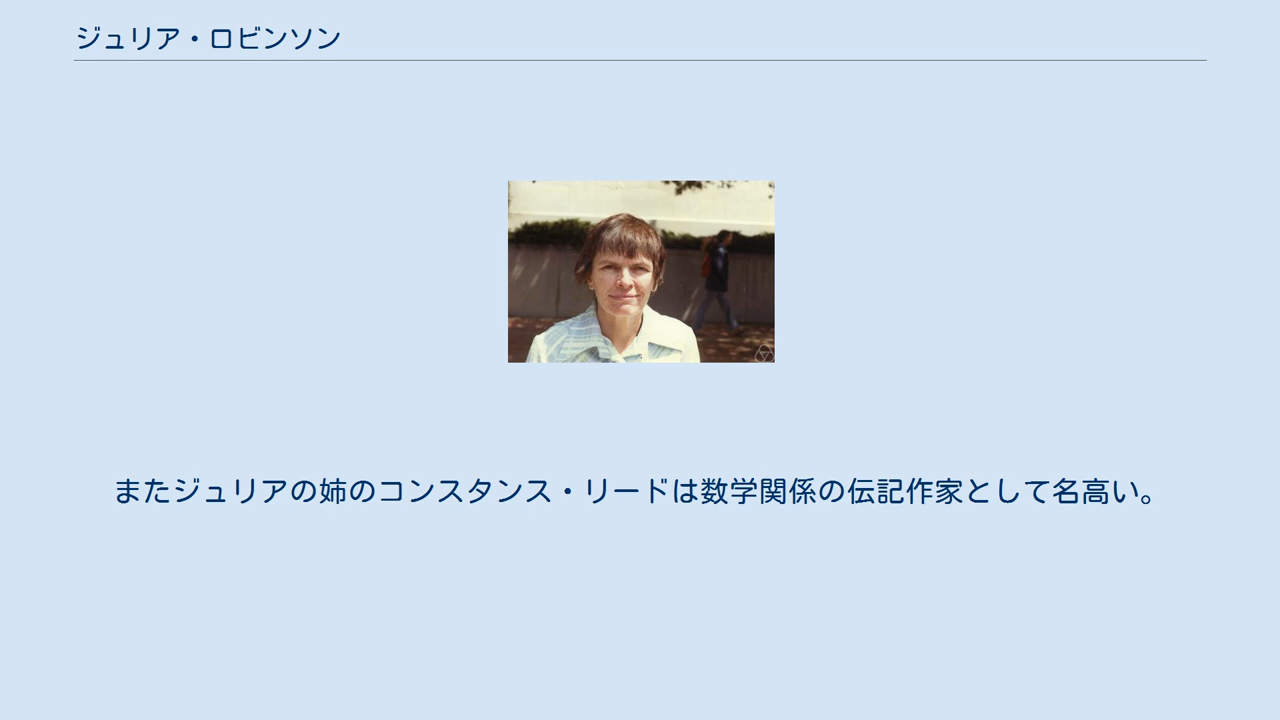 ジュリア・ロビンソン
またジュリアの姉のコンスタンス・リードは数学関係の伝記作家として名高い。